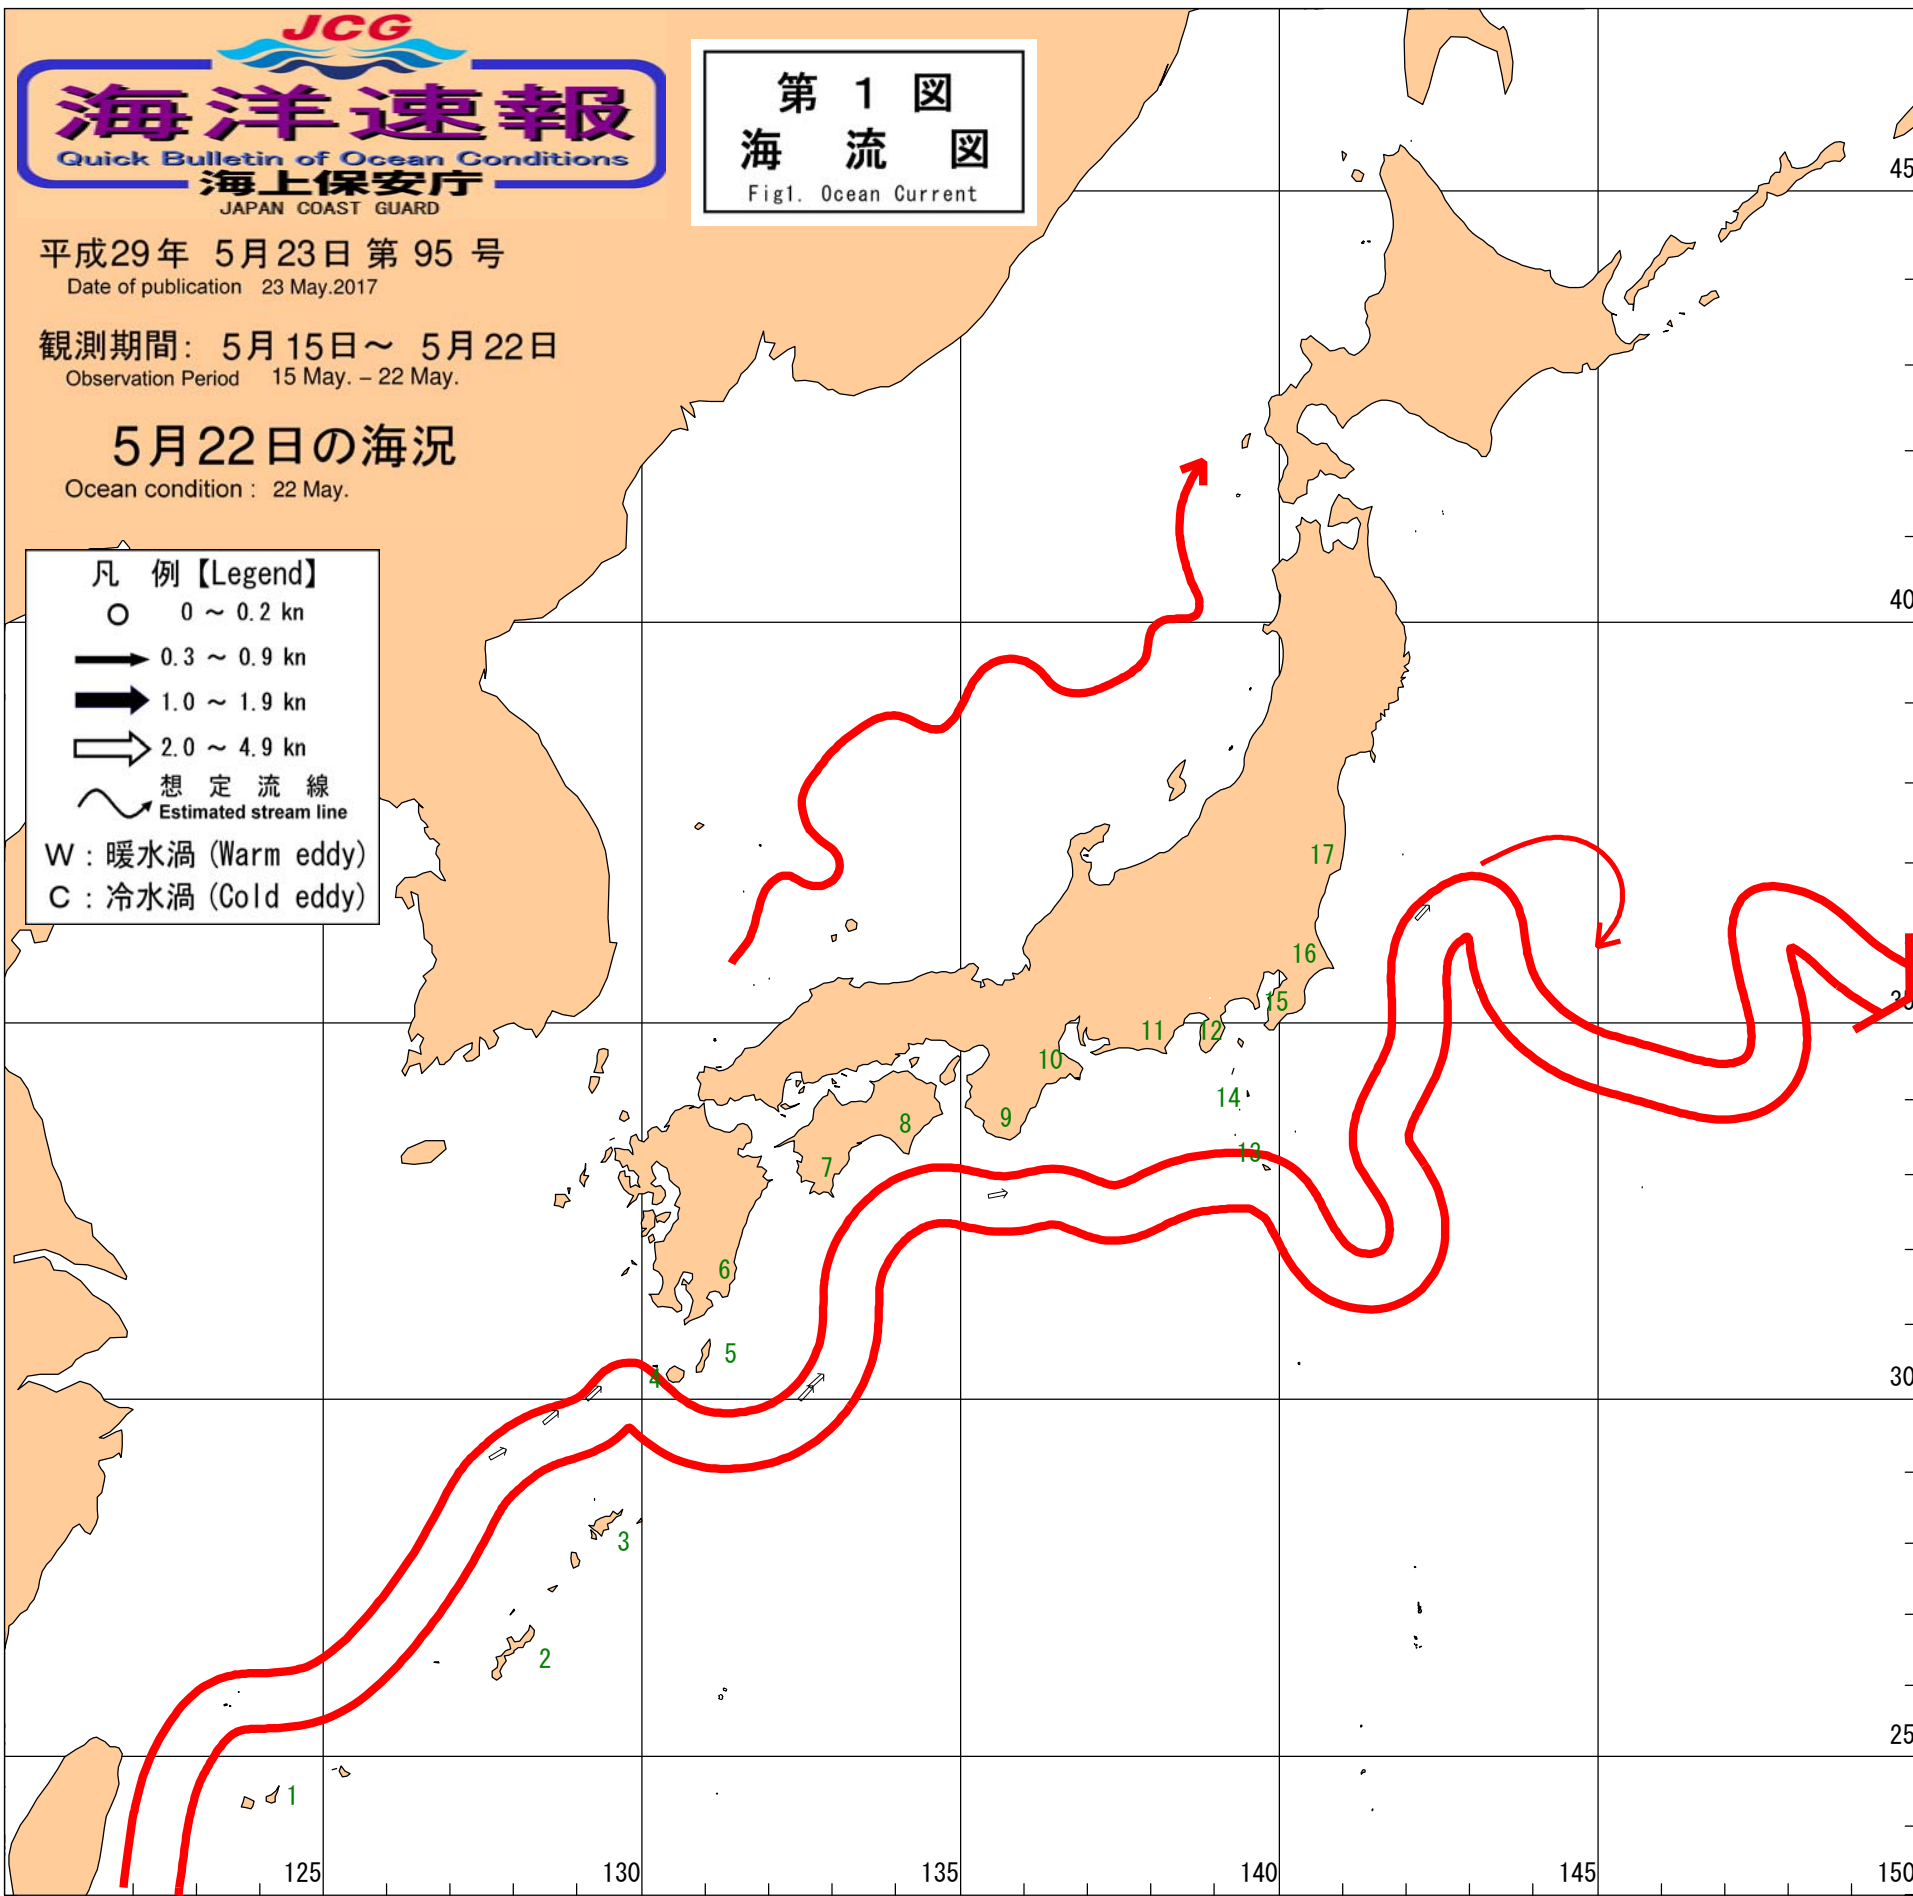 JCG
海洋速報
Quick Bulletin of Ocean Conditions
海上保安庁
JAPAN COAST GUARD
平成29年 5月23日 第 95 号
Date of publication 23 May.2017
観測期間: 5月15日～ 5月22日
Observation Period 15 May. – 22 May.
5月22日の海況
Ocean condition : 22 May.
第 1 図
海 流 図
Fig1. Ocean Current
凡 例【Legend】
0 ～ 0.2 kn
0.3 ～ 0.9 kn
1.0 ～ 1.9 kn
2.0 ～ 4.9 kn
想 定 流 線
Estimated stream line
W : 暖水渦 (Warm eddy)
C : 冷水渦 (Cold eddy)
45
40
17
16
15
35
12
11
10
14
9
8
13
7
6
5
4
30
3
2
25
1
125
130
135
140
145
150